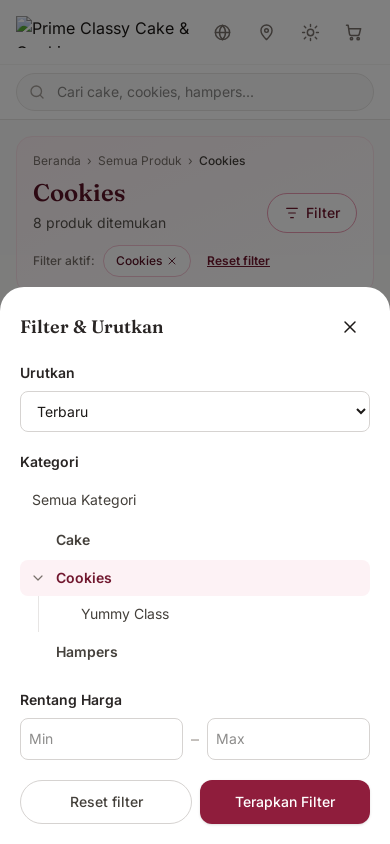 Prime Classy Cake &
Cari cake, cookies, hampers...
Beranda › Semua Produk › Cookies
Cookies
8 produk ditemukan
Filter
Filter aktif: Cookies × Reset filter
Filter & Urutkan
Urutkan
Terbaru
Kategori
Semua Kategori
Cake
Cookies
Yummy Class
Hampers
Rentang Harga
Min – Max
Reset filter
Terapkan Filter